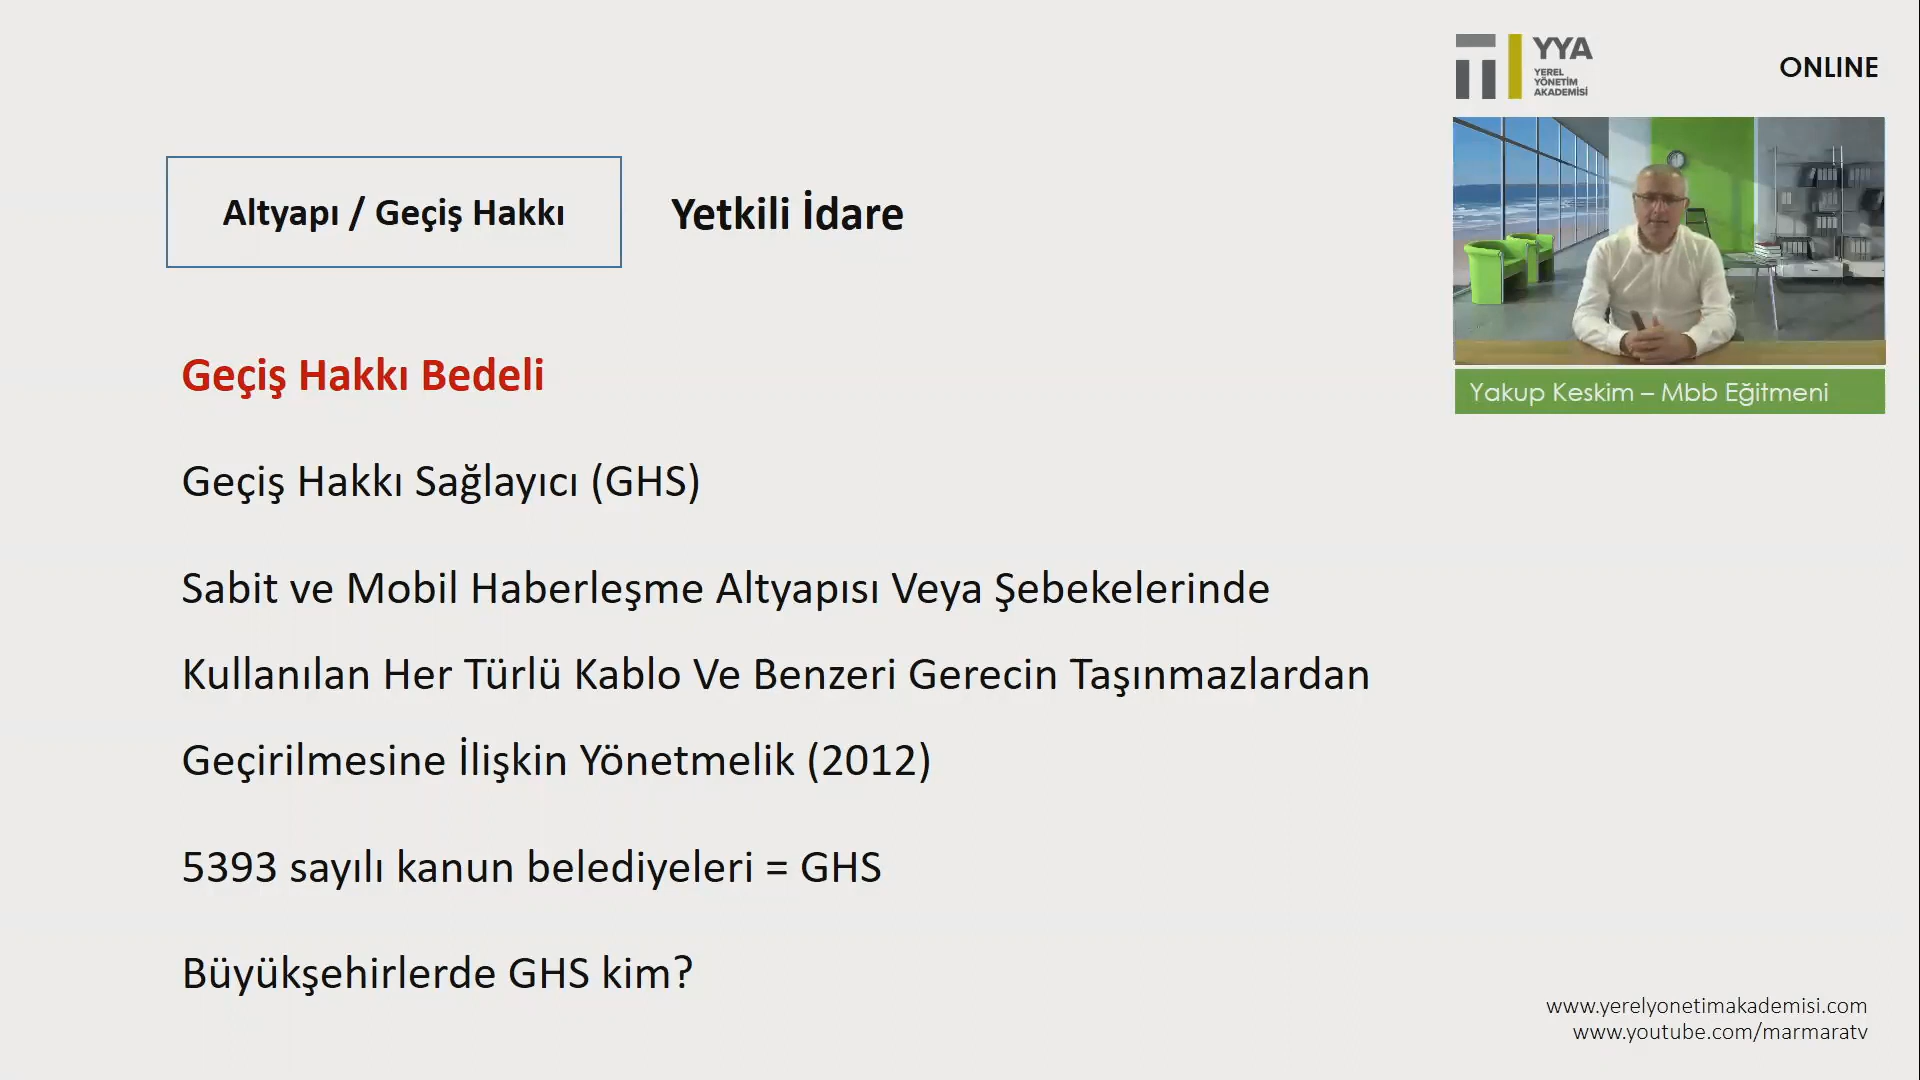 YYA
YEREL
YÖNETİM
AKADEMİSİ
ONLINE
Altyapı / Geçiş Hakkı
Yetkili İdare
Yakup Keskim – Mbb Eğitmeni
Geçiş Hakkı Bedeli
Geçiş Hakkı Sağlayıcı (GHS)
Sabit ve Mobil Haberleşme Altyapısı Veya Şebekelerinde
Kullanılan Her Türlü Kablo Ve Benzeri Gerecin Taşınmazlardan
Geçirilmesine İlişkin Yönetmelik (2012)
5393 sayılı kanun belediyeleri = GHS
Büyükşehirlerde GHS kim?
www.yerelyonetimakademisi.com
www.youtube.com/marmaratv